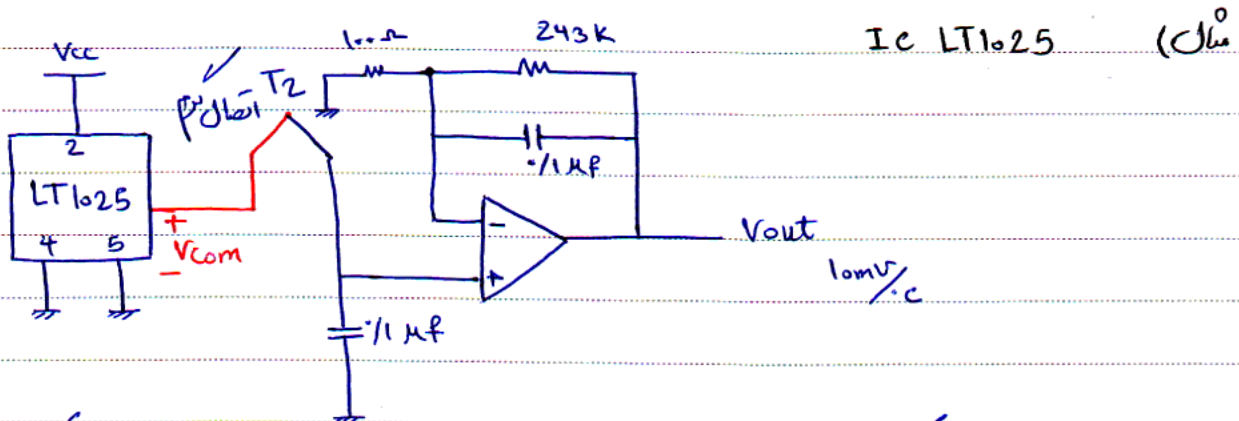 مثال) IC LT1025
Vcc
100Ω
243K
اتصال گرم T2
2
0/1 μf
LT1025
+
-
Vout
4 5
Vcom
-
+
10mv/°c
0/1 μf